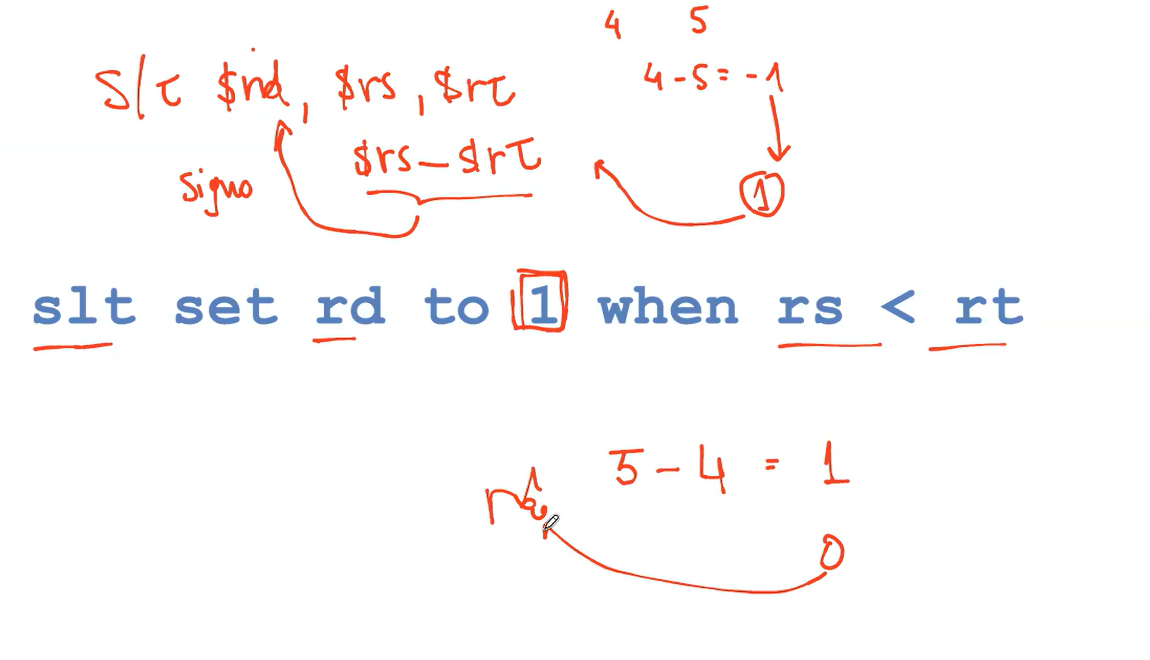 4 5
slt $rd, $rs, $rt
4 - 5 = -1
$rs - $rt
signo
1
slt set rd to 1 when rs < rt
5 - 4 = 1
rd
0